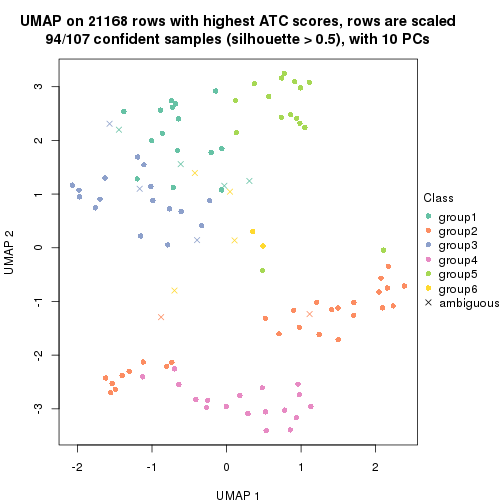 UMAP on 21168 rows with highest ATC scores, rows are scaled
94/107 confident samples (silhouette > 0.5), with 10 PCs
3
2
1
0
-1
-2
-3
UMAP 2
-2
-1
0
1
2
UMAP 1
Class
group1
group2
group3
group4
group5
group6
ambiguous